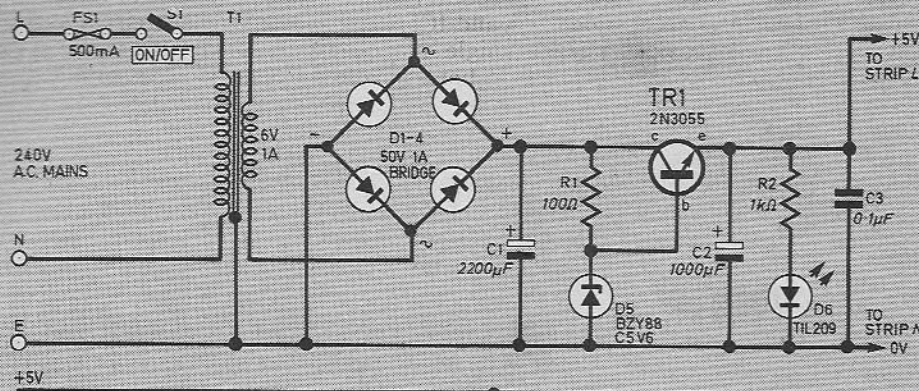 L
FS1
500mA
S1
ON/OFF
T1
6V
1A
240V
A.C. MAINS
N
E
~
-
+
D1-4
50V 1A
BRIDGE
~
+
C1
2200µF
R1
100Ω
D5
BZY88
C5V6
TR1
2N3055
c
e
b
+
C2
1000µF
R2
1kΩ
D6
TIL209
C3
0·1µF
+5V
TO
STRIP
TO
STRIP
0V
+5V